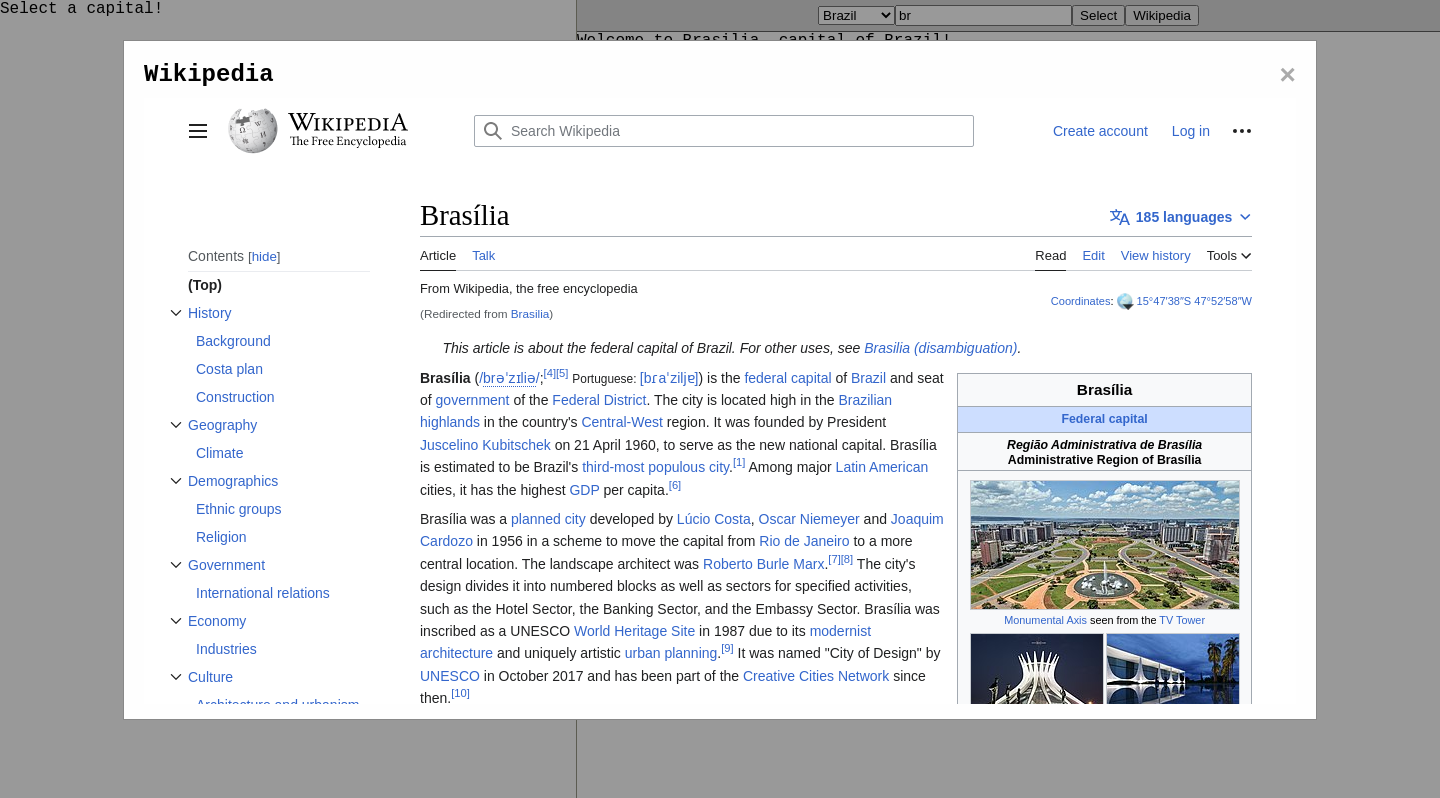 Select a capital!
Brazil br Select Wikipedia
Wikipedia ×
WIKIPEDIA
The Free Encyclopedia
Search Wikipedia
Create account Log in
Brasília
185 languages
Contents [hide]
(Top)
History
Background
Costa plan
Construction
Geography
Climate
Demographics
Ethnic groups
Religion
Government
International relations
Economy
Industries
Culture
Article Talk
Read Edit View history Tools
From Wikipedia, the free encyclopedia
(Redirected from Brasilia)
Coordinates: 15°47′38″S 47°52′58″W
This article is about the federal capital of Brazil. For other uses, see Brasilia (disambiguation).
Brasília (/brəˈzɪliə/;[4][5] Portuguese: [bɾaˈziljɐ]) is the federal capital of Brazil and seat
of government of the Federal District. The city is located high in the Brazilian
highlands in the country's Central-West region. It was founded by President
Juscelino Kubitschek on 21 April 1960, to serve as the new national capital. Brasília
is estimated to be Brazil's third-most populous city.[1] Among major Latin American
cities, it has the highest GDP per capita.[6]
Brasília was a planned city developed by Lúcio Costa, Oscar Niemeyer and Joaquim
Cardozo in 1956 in a scheme to move the capital from Rio de Janeiro to a more
central location. The landscape architect was Roberto Burle Marx.[7][8] The city's
design divides it into numbered blocks as well as sectors for specified activities,
such as the Hotel Sector, the Banking Sector, and the Embassy Sector. Brasília was
inscribed as a UNESCO World Heritage Site in 1987 due to its modernist
architecture and uniquely artistic urban planning.[9] It was named "City of Design" by
UNESCO in October 2017 and has been part of the Creative Cities Network since
then.[10]
Brasília
Federal capital
Região Administrativa de Brasília
Administrative Region of Brasília
Monumental Axis seen from the TV Tower